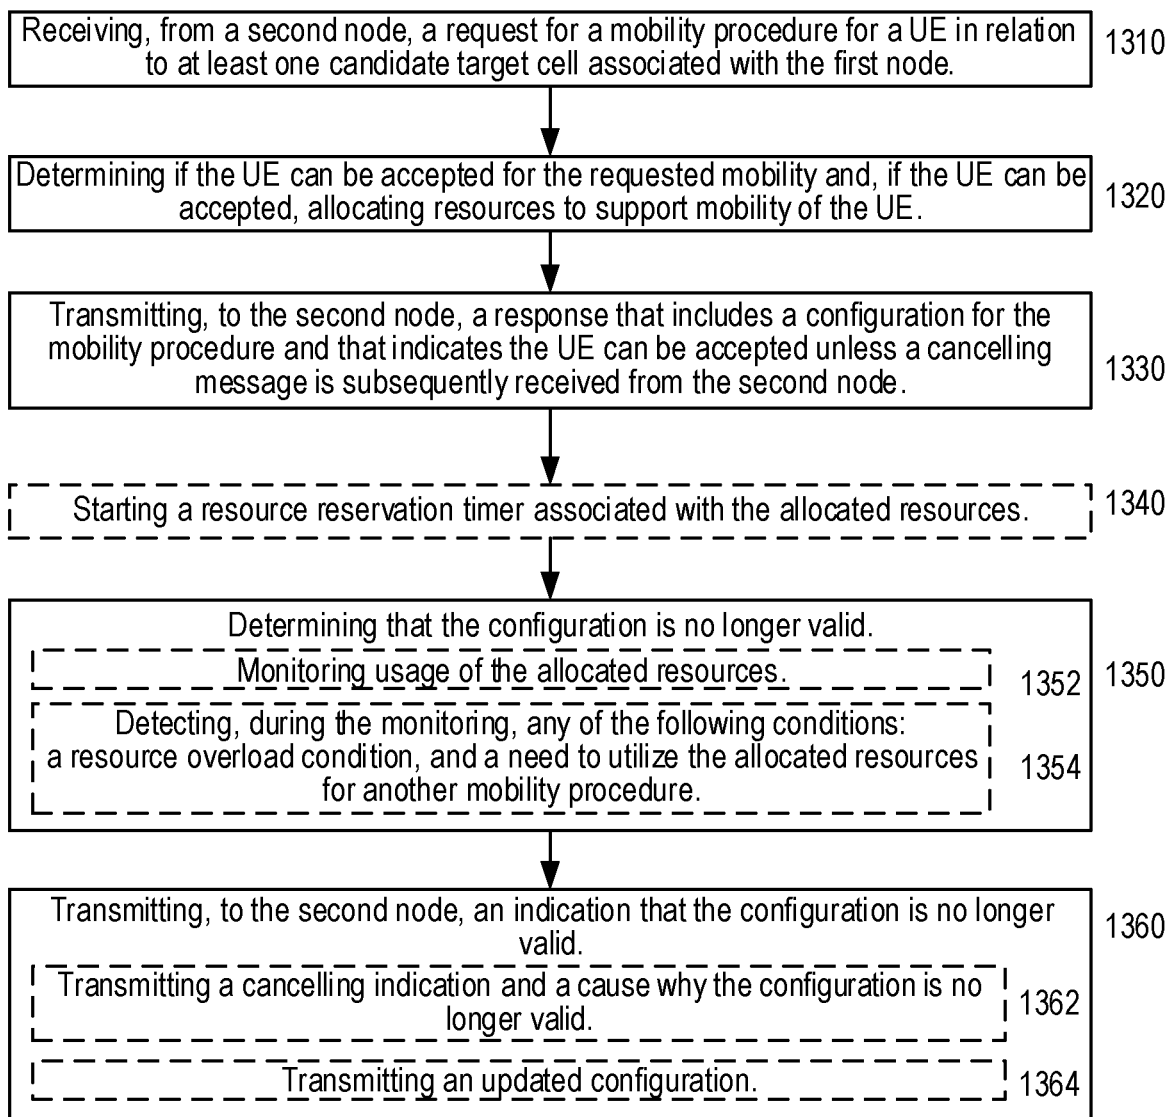 Receiving, from a second node, a request for a mobility procedure for a UE in relation
to at least one candidate target cell associated with the first node.
1310
Determining if the UE can be accepted for the requested mobility and, if the UE can be
accepted, allocating resources to support mobility of the UE.
1320
Transmitting, to the second node, a response that includes a configuration for the
mobility procedure and that indicates the UE can be accepted unless a cancelling
message is subsequently received from the second node.
1330
Starting a resource reservation timer associated with the allocated resources.
1340
Determining that the configuration is no longer valid.
Monitoring usage of the allocated resources.
1352
1350
Detecting, during the monitoring, any of the following conditions:
a resource overload condition, and a need to utilize the allocated resources
for another mobility procedure.
1354
Transmitting, to the second node, an indication that the configuration is no longer
valid.
1360
Transmitting a cancelling indication and a cause why the configuration is no
longer valid.
1362
Transmitting an updated configuration.
1364